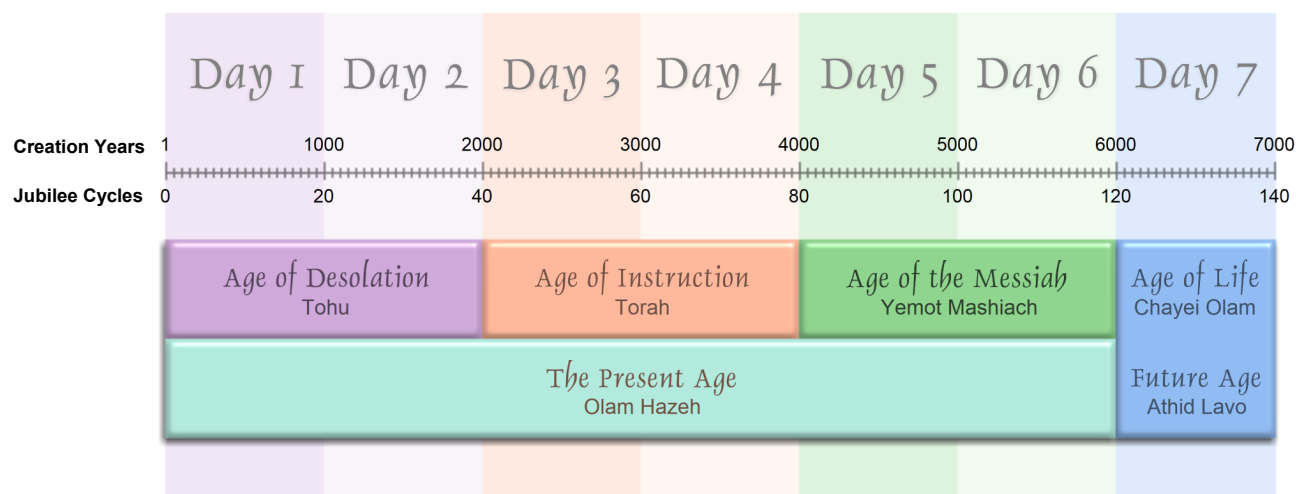 Day 1 Day 2 Day 3 Day 4 Day 5 Day 6 Day 7
Creation Years 1 1000 2000 3000 4000 5000 6000 7000
Jubilee Cycles 0 20 40 60 80 100 120 140
Age of Desolation Age of Instruction Age of the Messiah Age of Life
Tohu Torah Yemot Mashiach Chayei Olam
The Present Age Future Age
Olam Hazeh Athid Lavo